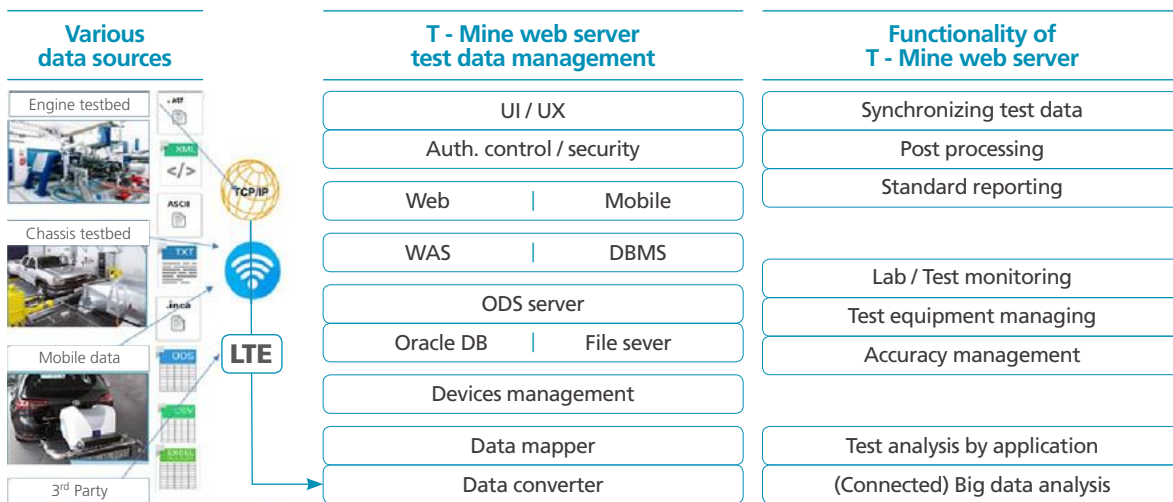 Various
data sources
Engine testbed
.ATF
XML
</>
ASCII
Chassis testbed
TXT
.inca
Mobile data
ODS
CSV
EXCEL
3rd Party
TCP/IP
LTE
T - Mine web server
test data management
UI / UX
Auth. control / security
Web | Mobile
WAS | DBMS
ODS server
Oracle DB | File sever
Devices management
Data mapper
Data converter
Functionality of
T - Mine web server
Synchronizing test data
Post processing
Standard reporting
Lab / Test monitoring
Test equipment managing
Accuracy management
Test analysis by application
(Connected) Big data analysis